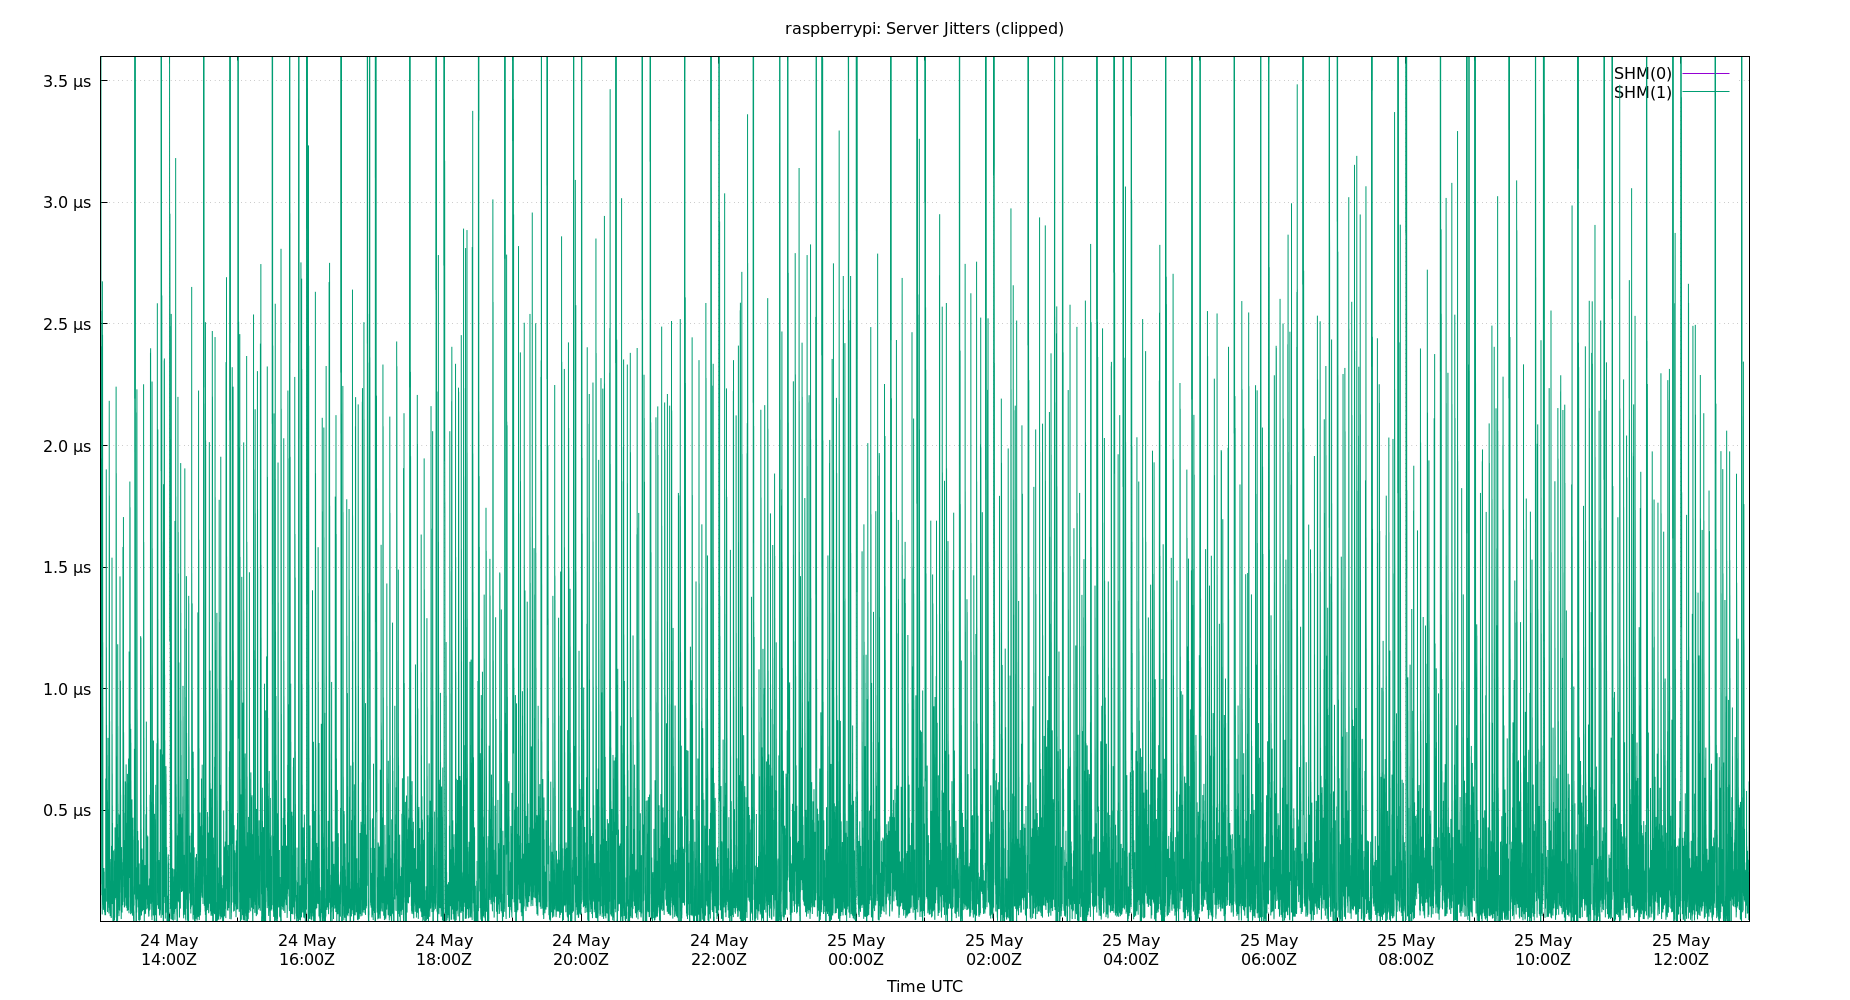 raspberrypi: Server Jitters (clipped)
SHM(0)
SHM(1)
3.5 μs
3.0 μs
2.5 μs
2.0 μs
1.5 μs
1.0 μs
0.5 μs
24 May 24 May 24 May 24 May 24 May 25 May 25 May 25 May 25 May 25 May 25 May 25 May
14:00Z 16:00Z 18:00Z 20:00Z 22:00Z 00:00Z 02:00Z 04:00Z 06:00Z 08:00Z 10:00Z 12:00Z
Time UTC